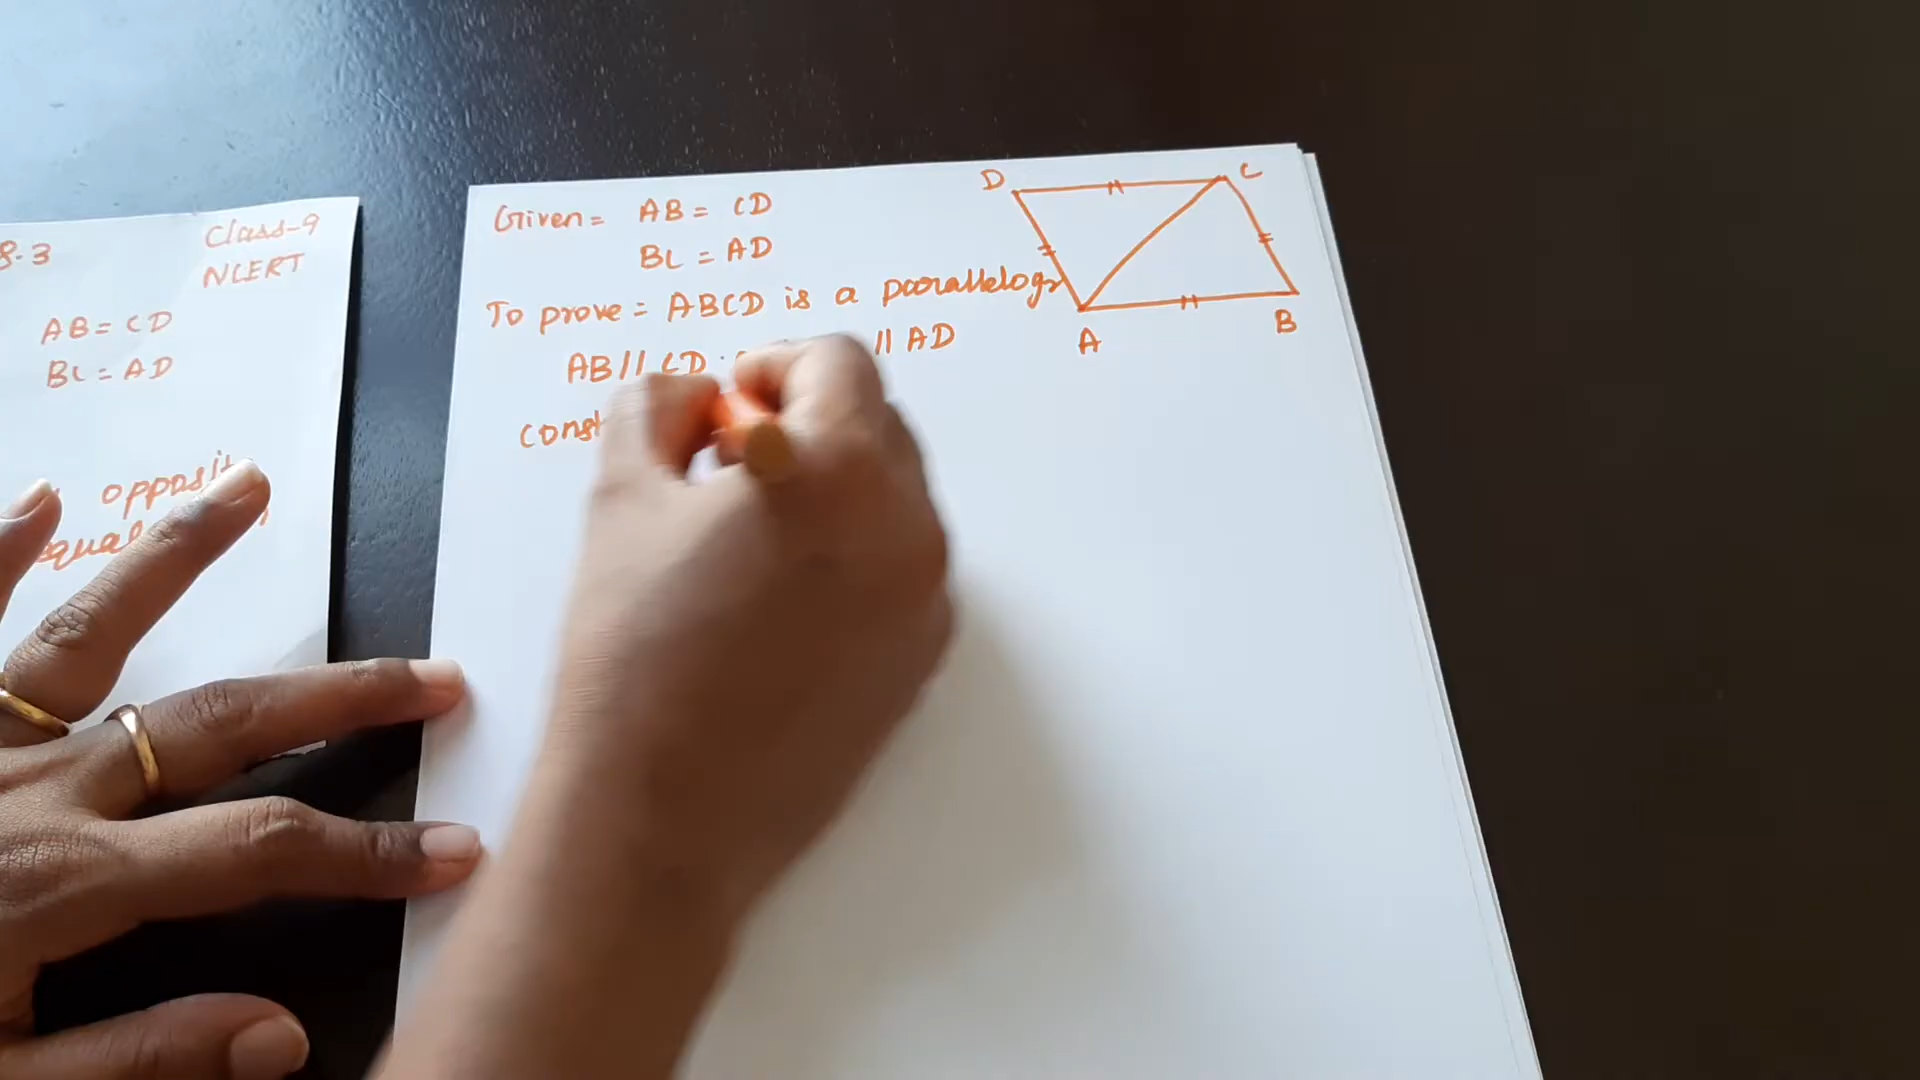 8.3
Class-9
NCERT
AB = CD
BC = AD
opposit
equal
Given = AB = CD
BC = AD
To prove = ABCD is a parallelogr
AB // CD
// AD
const
D
C
A
B